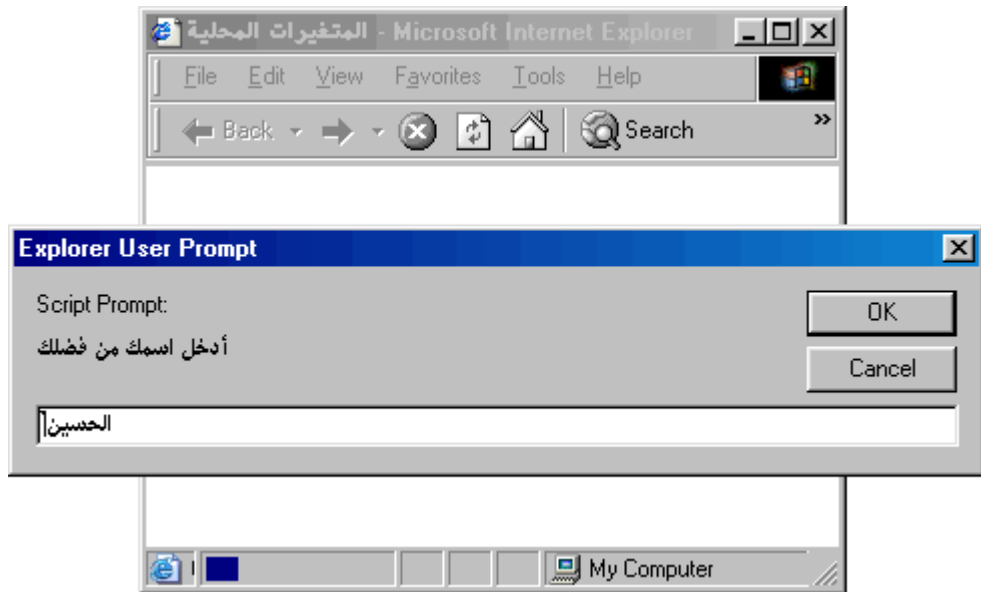 المتغيرات المحلية - Microsoft Internet Explorer
File Edit View Favorites Tools Help
Back Search »
Explorer User Prompt
Script Prompt:
OK
أدخل اسمك من فضلك
Cancel
الحسين
My Computer